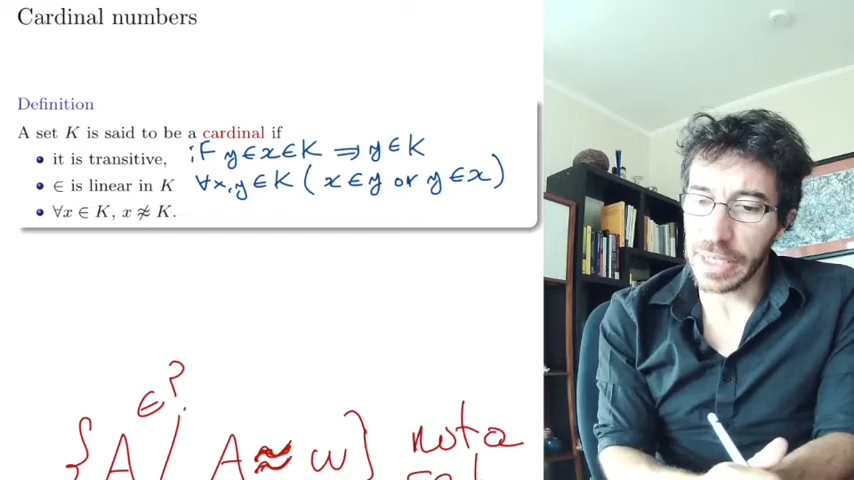 Cardinal numbers
Definition
A set K is said to be a cardinal if
• it is transitive, if y ∈ x ∈ K ⇒ y ∈ K
• ∈ is linear in K ∀x,y ∈ K ( x ∈ y or y ∈ x )
• ∀x ∈ K, x ≉ K.
∈?
{ A / A ≈ ω } not a
set